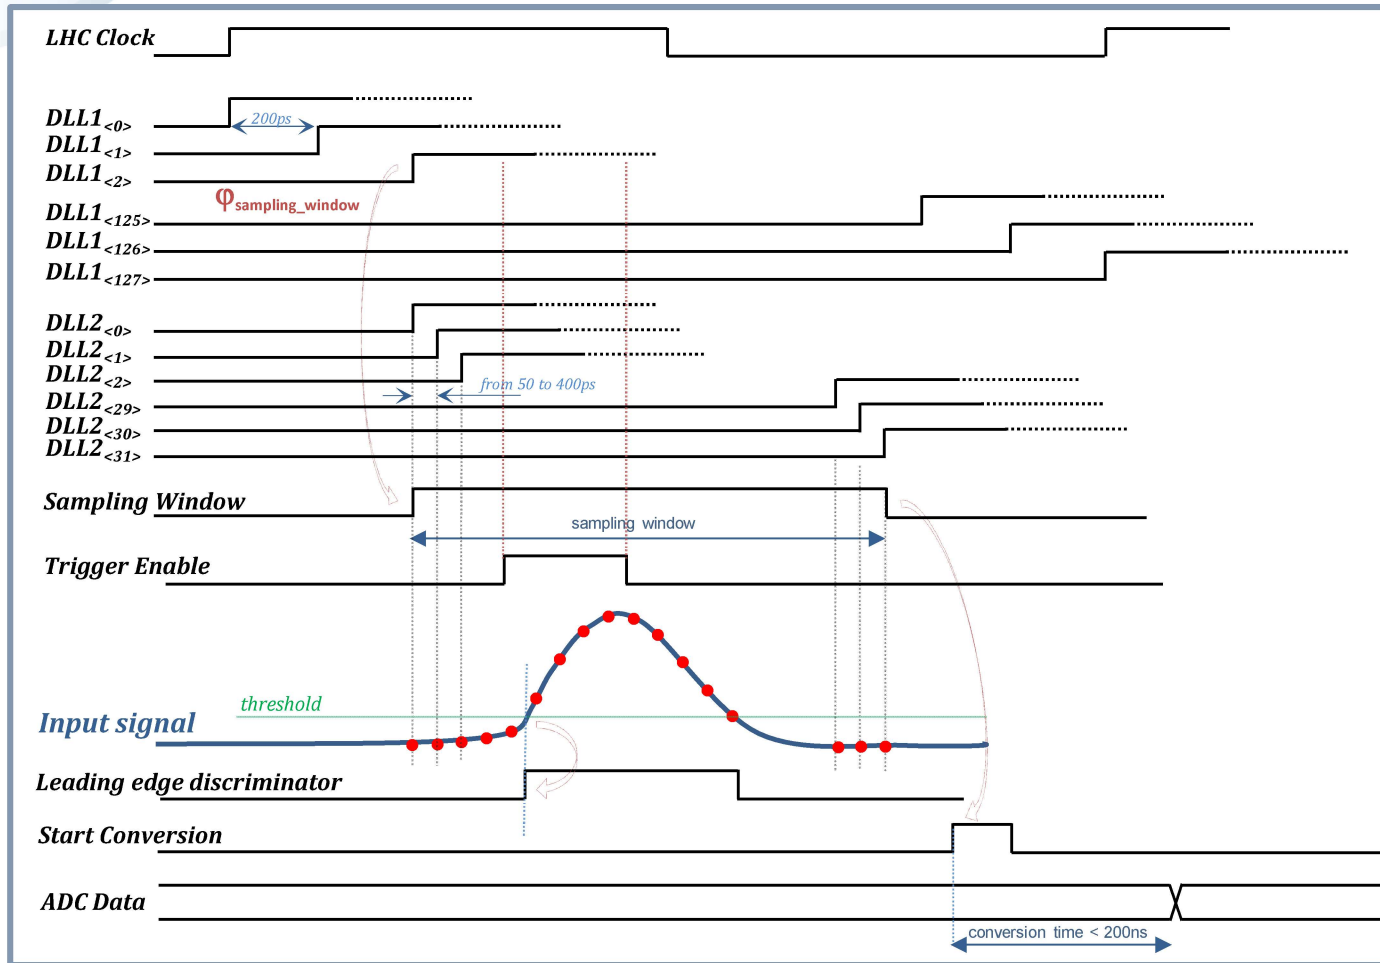 LHC Clock
DLL1<0>
200ps
DLL1<1>
DLL1<2>
φsampling_window
DLL1<125>
DLL1<126>
DLL1<127>
DLL2<0>
DLL2<1>
DLL2<2>
from 50 to 400ps
DLL2<29>
DLL2<30>
DLL2<31>
Sampling Window
sampling window
Trigger Enable
threshold
Input signal
Leading edge discriminator
Start Conversion
ADC Data
conversion time < 200ns